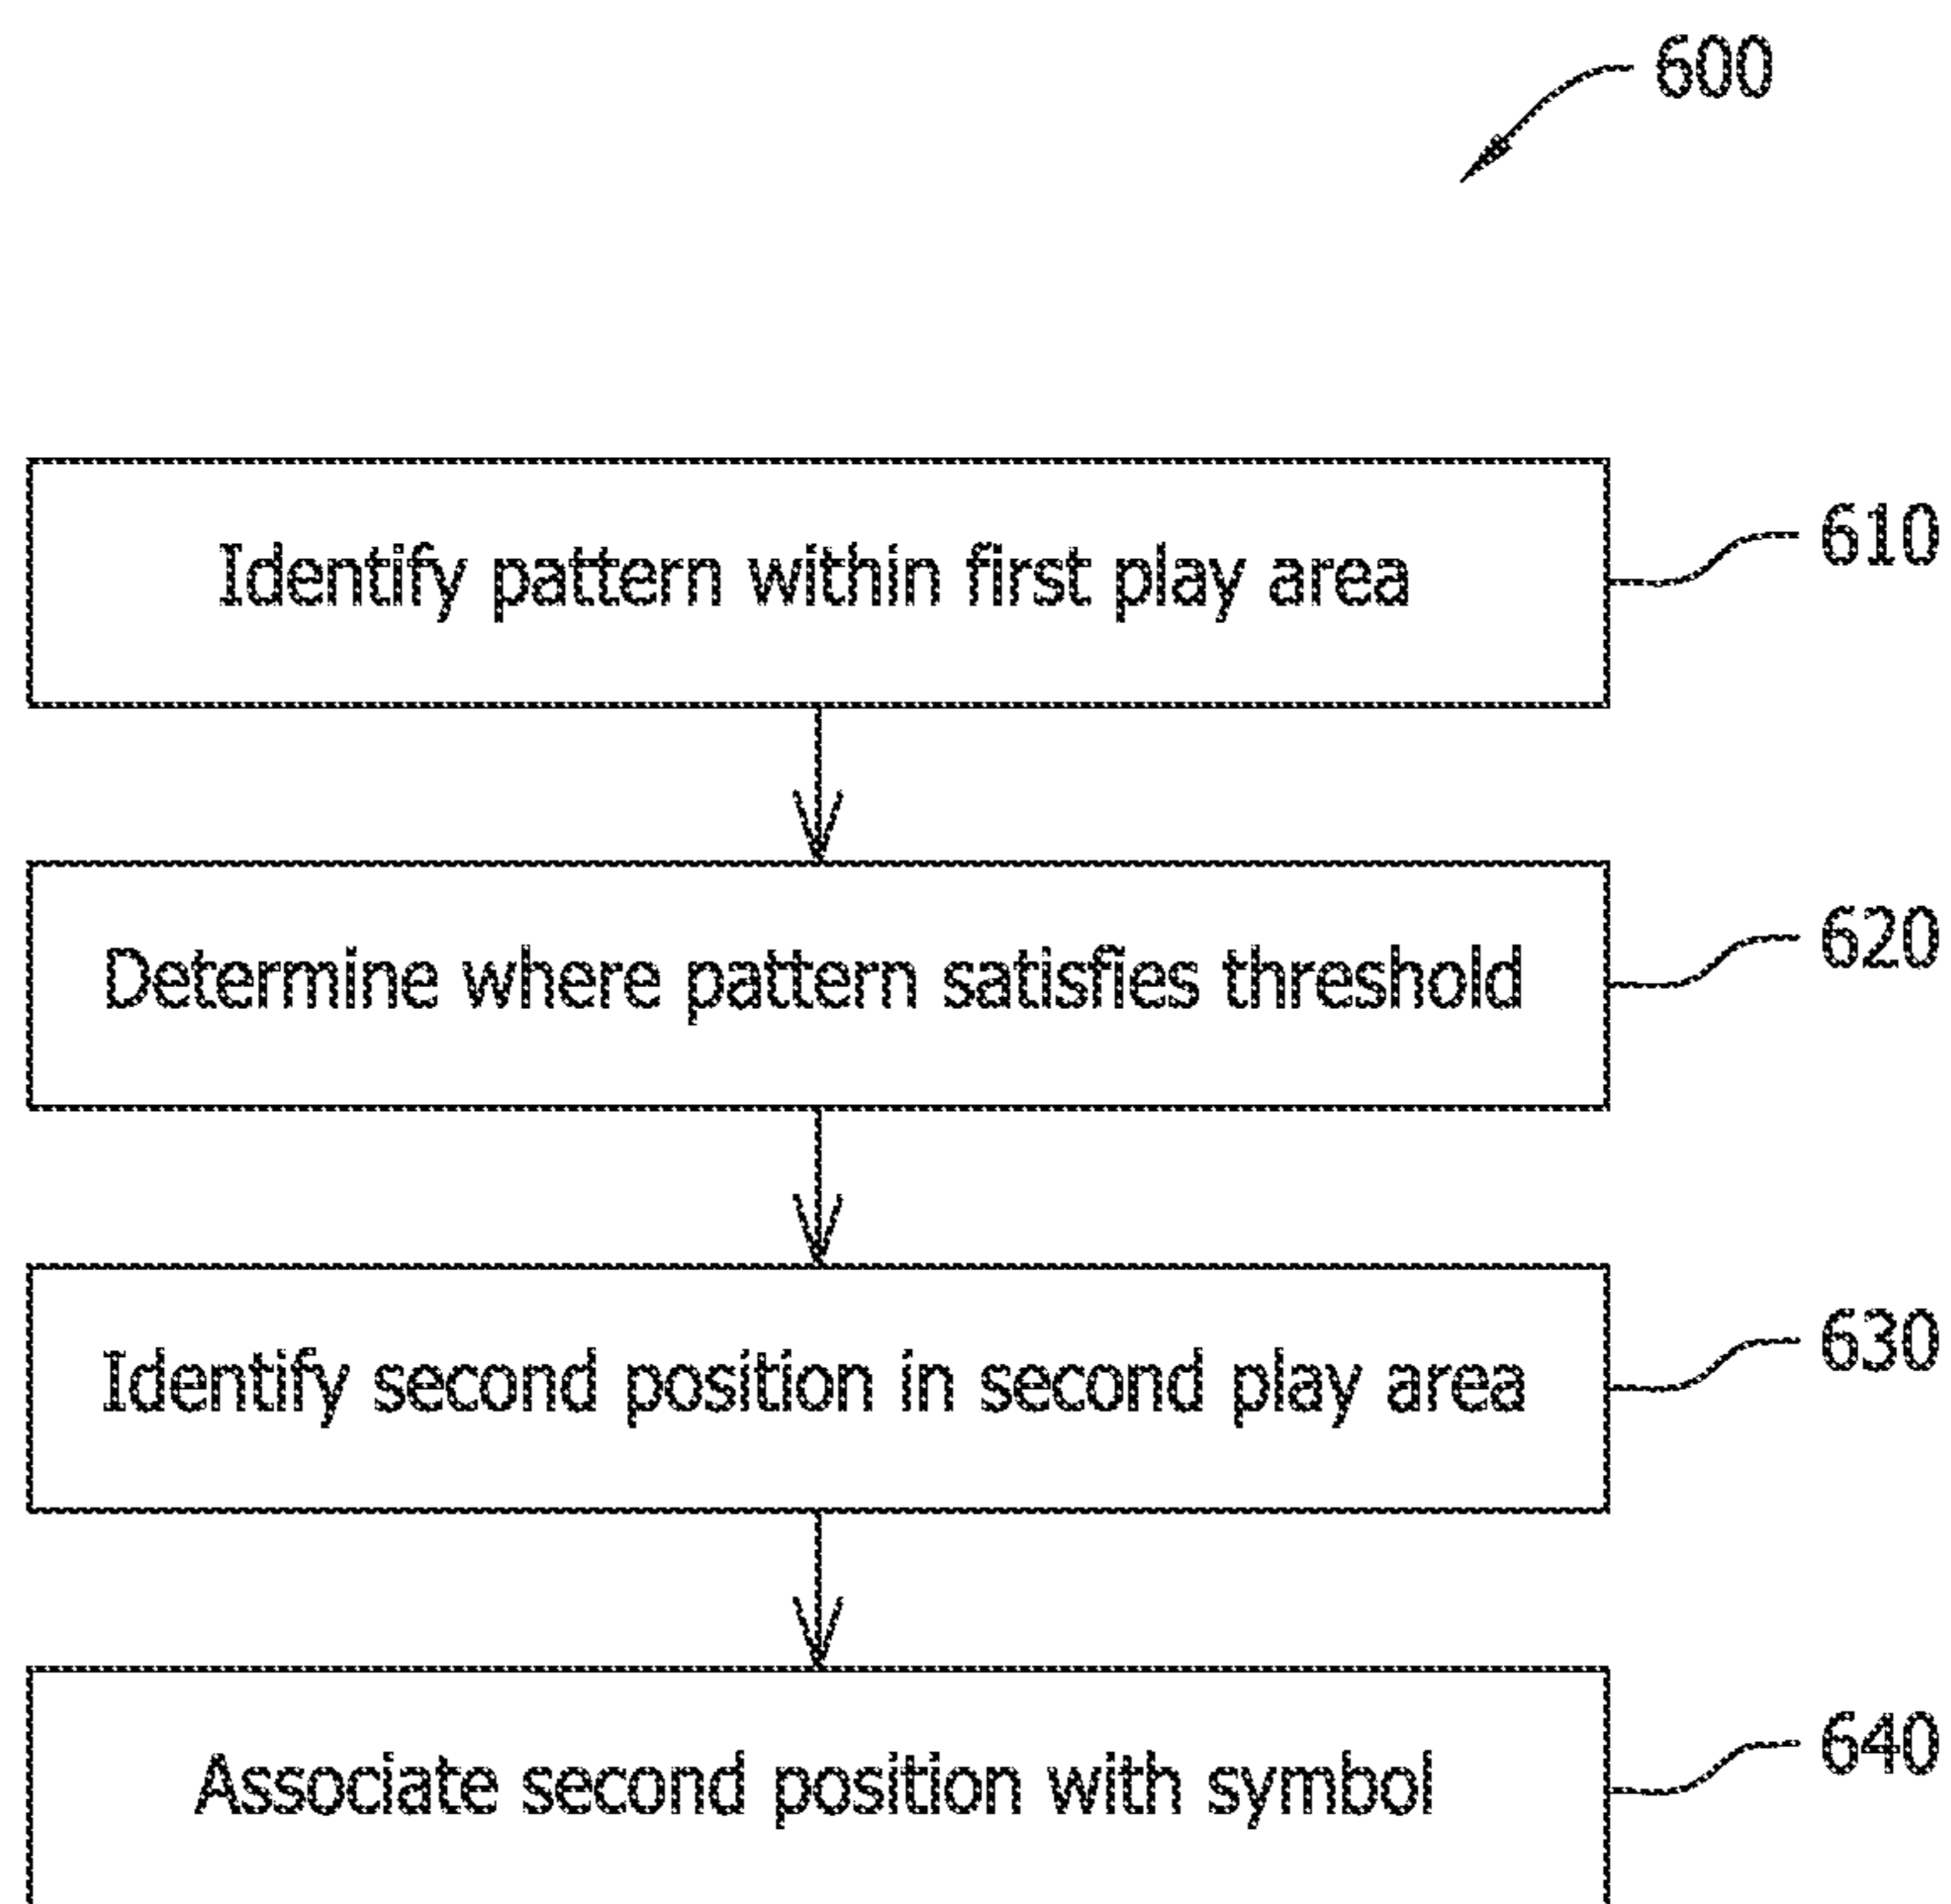 600
Identify pattern within first play area
610
Determine where pattern satisfies threshold
620
Identify second position in second play area
630
Associate second position with symbol
640